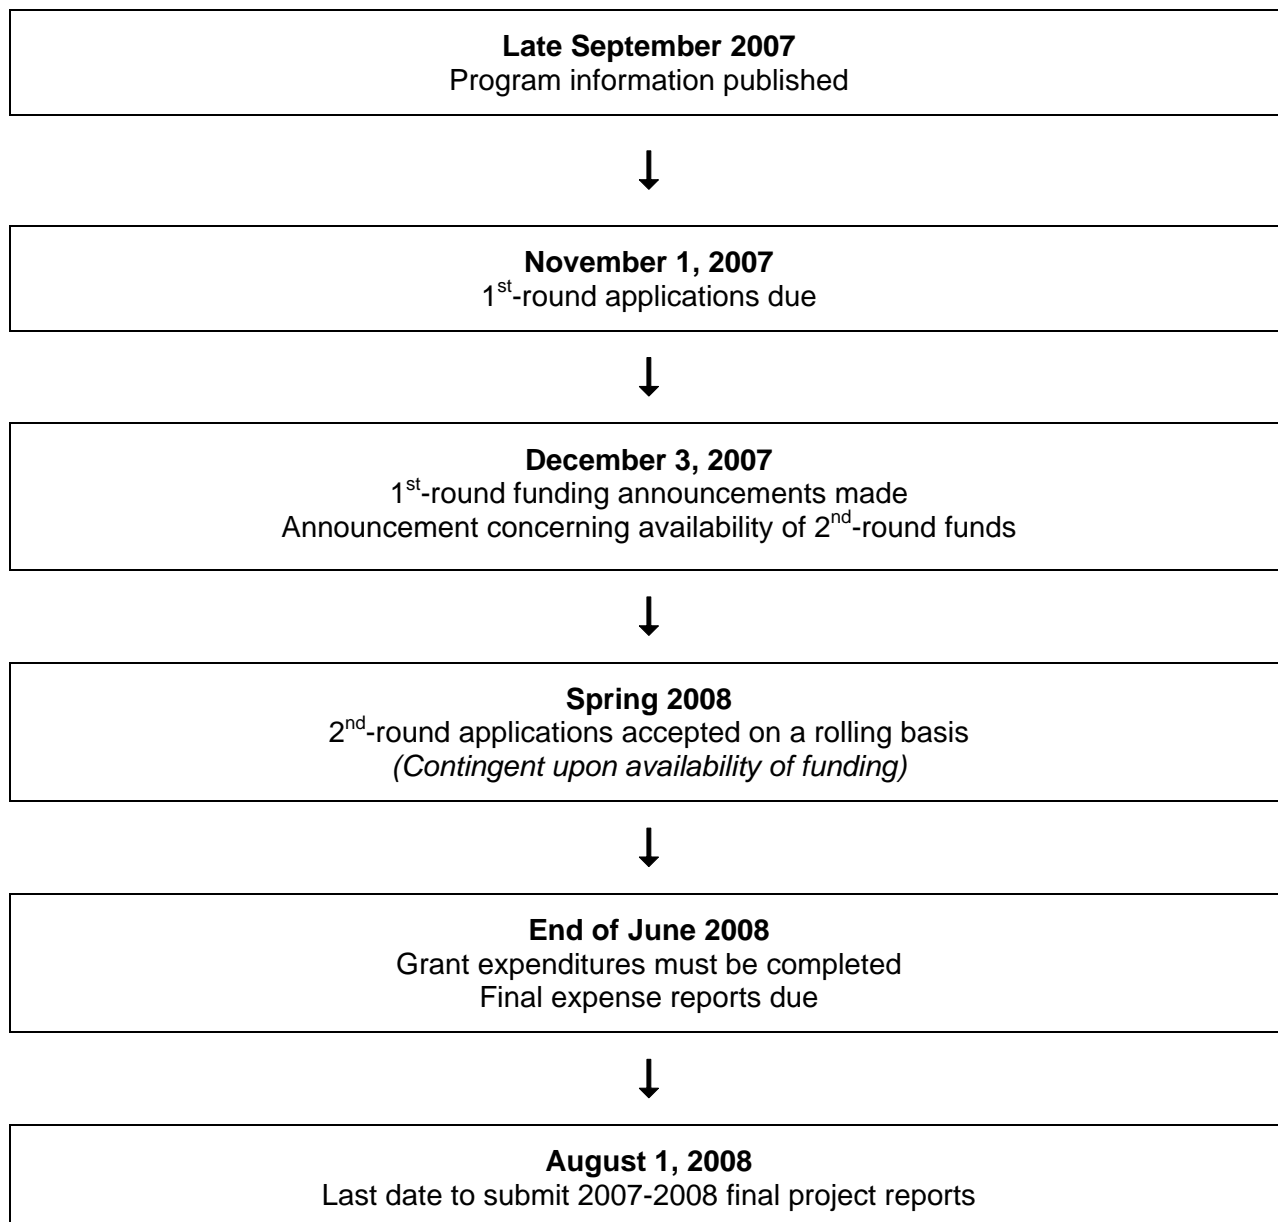 Late September 2007
Program information published
November 1, 2007
1st-round applications due
December 3, 2007
1st-round funding announcements made
Announcement concerning availability of 2nd-round funds
Spring 2008
2nd-round applications accepted on a rolling basis
(Contingent upon availability of funding)
End of June 2008
Grant expenditures must be completed
Final expense reports due
August 1, 2008
Last date to submit 2007-2008 final project reports